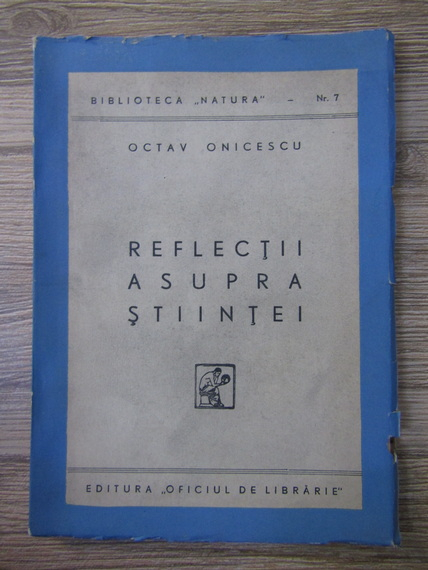 BIBLIOTECA „NATURA" – Nr. 7
OCTAV ONICESCU
REFLECŢII
ASUPRA
ŞTIINŢEI
EDITURA „OFICIUL DE LIBRĂRIE"